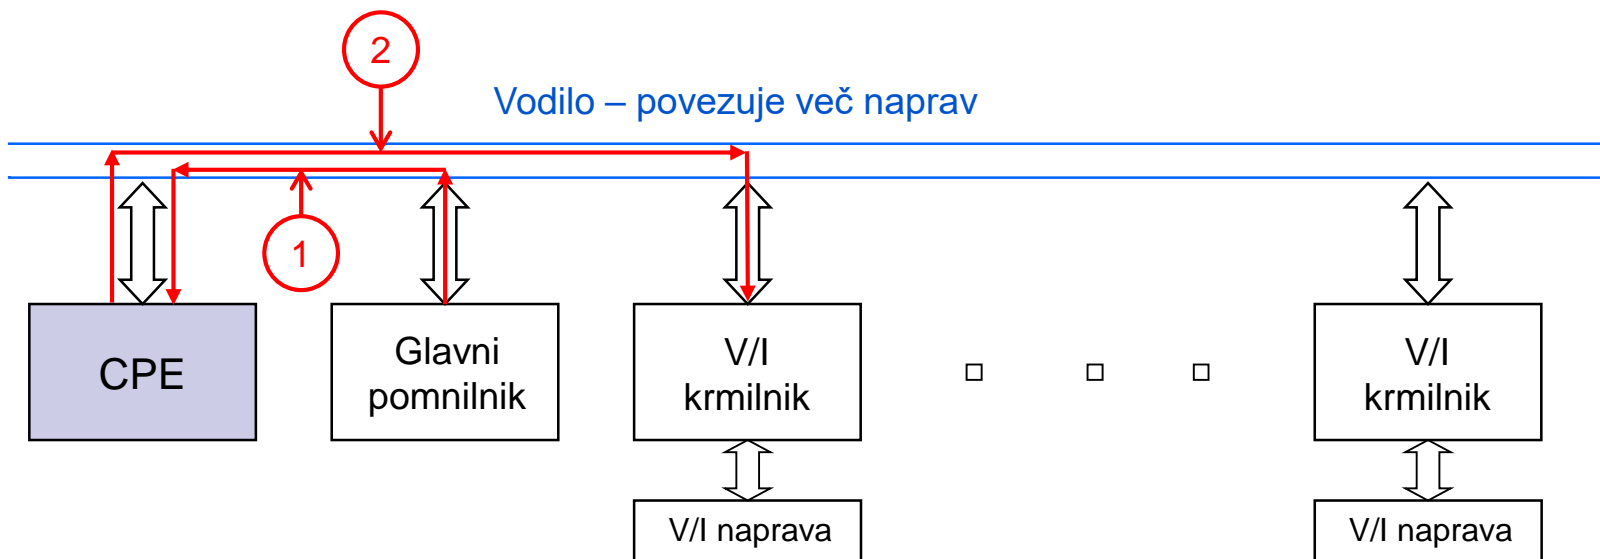 2
Vodilo – povezuje več naprav
1
CPE
Glavni
pomnilnik
V/I
krmilnik
V/I
krmilnik
V/I naprava
V/I naprava